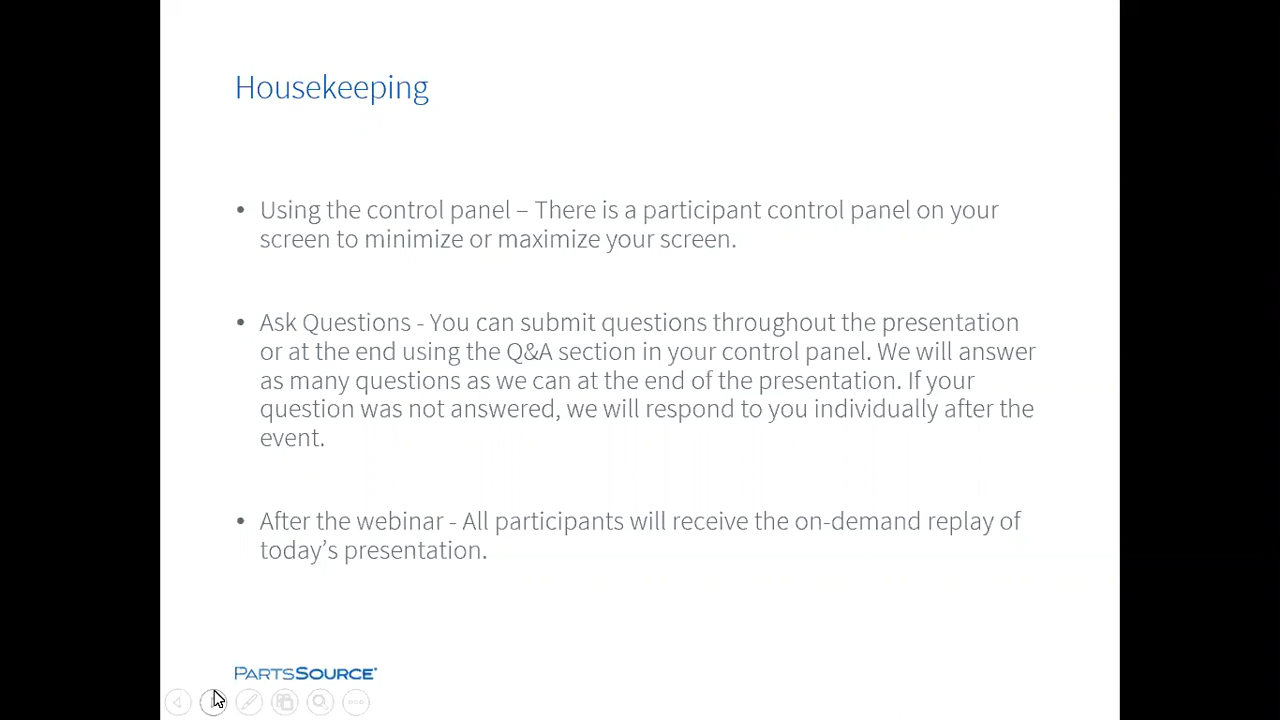 Housekeeping
• Using the control panel – There is a participant control panel on your
screen to minimize or maximize your screen.
• Ask Questions - You can submit questions throughout the presentation
or at the end using the Q&A section in your control panel. We will answer
as many questions as we can at the end of the presentation. If your
question was not answered, we will respond to you individually after the
event.
• After the webinar - All participants will receive the on-demand replay of
today’s presentation.
PARTSSOURCE®